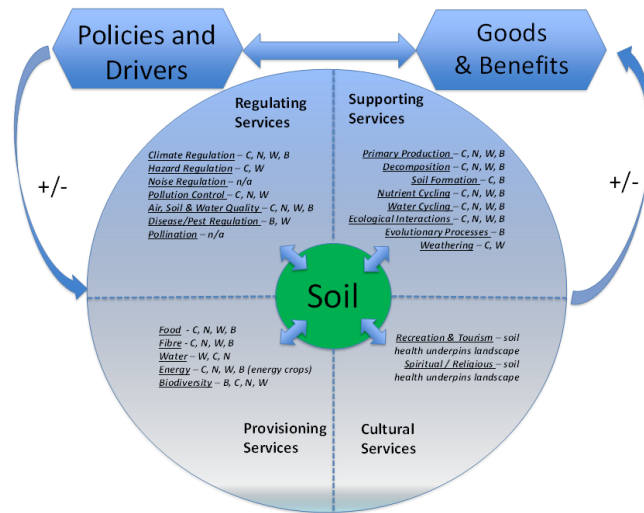 Policies and
Drivers
Goods
& Benefits
+/-
+/-
Regulating
Services
Climate Regulation – C, N, W, B
Hazard Regulation – C, W
Noise Regulation – n/a
Pollution Control – C, N, W
Air, Soil & Water Quality – C, N, W, B
Disease/Pest Regulation – B, W
Pollination – n/a
Supporting
Services
Primary Production – C, N, W, B
Decomposition – C, N, W, B
Soil Formation – C, B
Nutrient Cycling – C, N, W, B
Water Cycling – C, N, W, B
Ecological Interactions – C, N, W, B
Evolutionary Processes – B
Weathering – C, W
Soil
Food - C, N, W, B
Fibre - C, N, W, B
Water – W, C, N
Energy – C, N, W, B (energy crops)
Biodiversity – B, C, N, W
Provisioning
Services
Recreation & Tourism – soil
health underpins landscape
Spiritual / Religious – soil
health underpins landscape
Cultural
Services